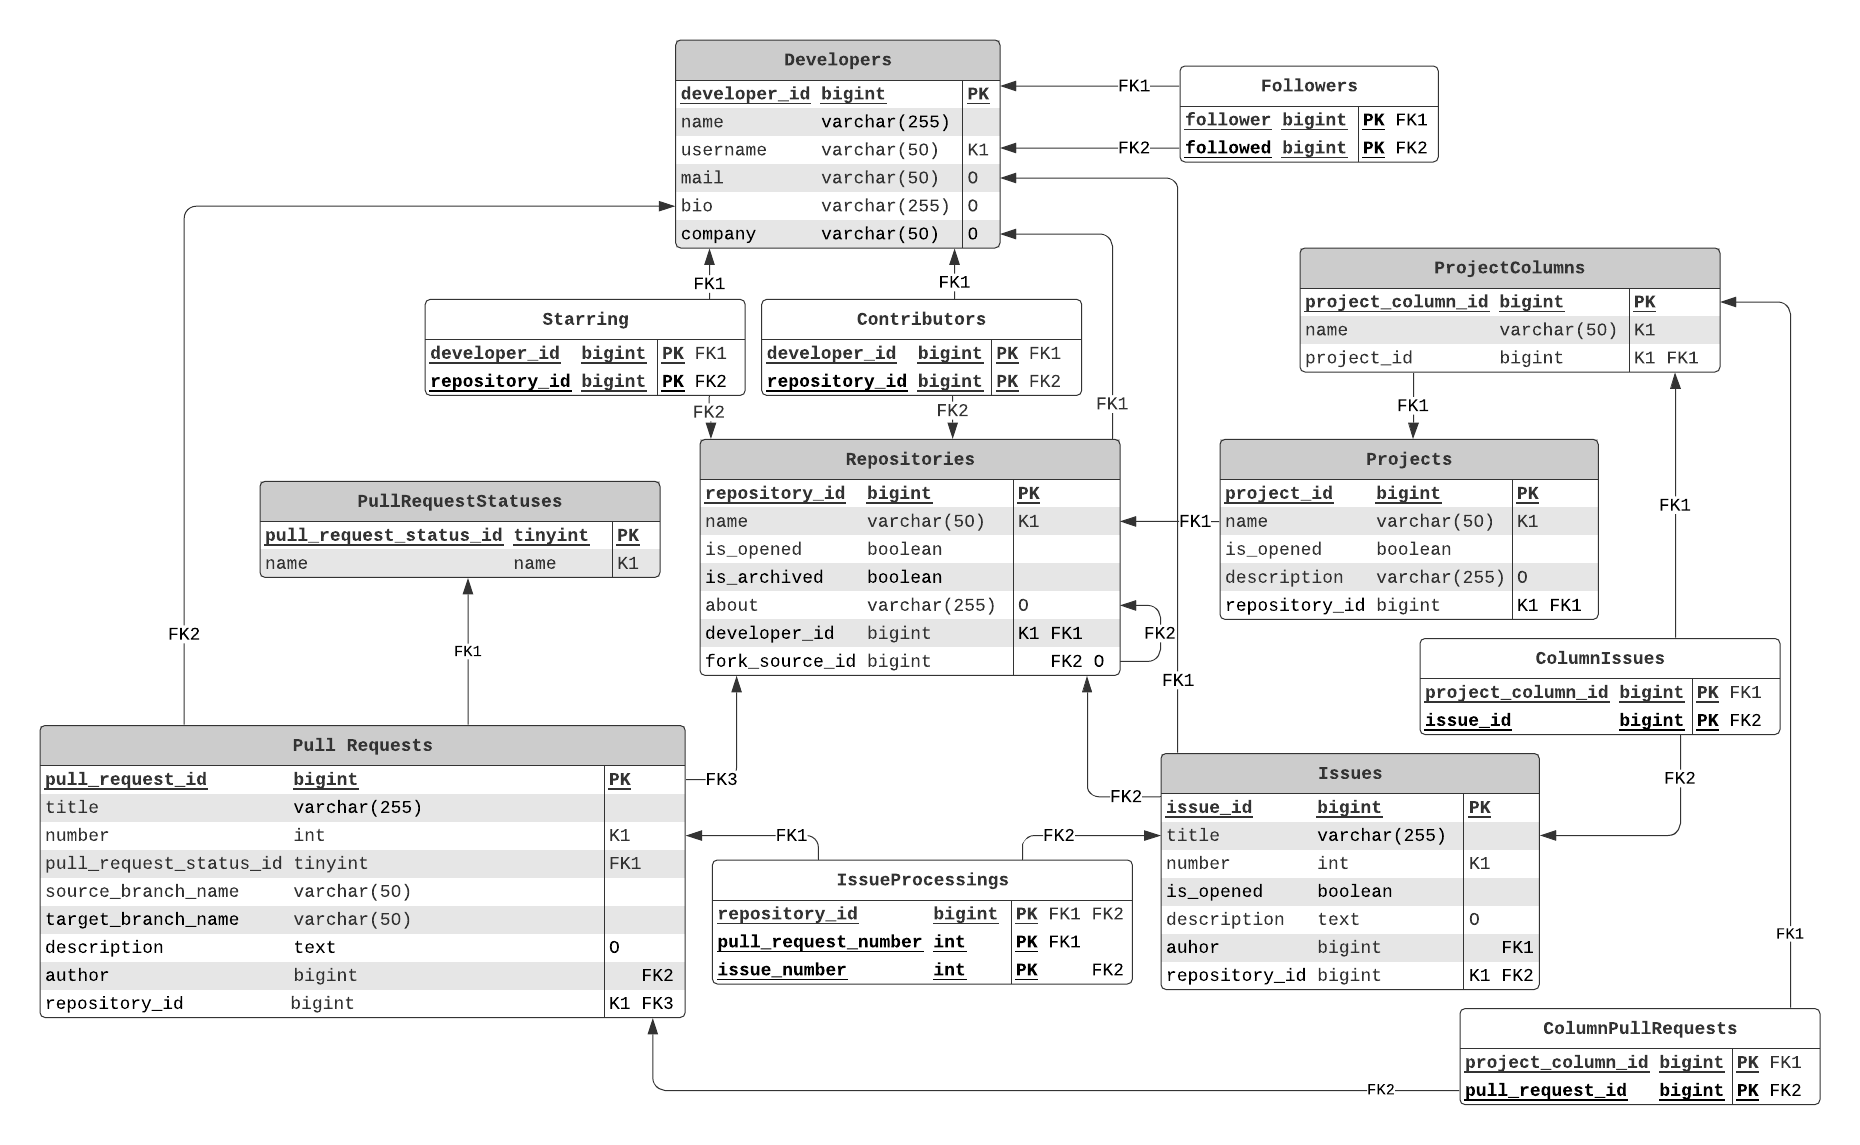 Developers
developer_id bigint PK
name varchar(255)
username varchar(50) K1
mail varchar(50) O
bio varchar(255) O
company varchar(50) O
FK1
FK2
Followers
follower bigint PK FK1
followed bigint PK FK2
FK1
FK1
FK1
Starring
developer_id bigint PK FK1
repository_id bigint PK FK2
FK2
Contributors
developer_id bigint PK FK1
repository_id bigint PK FK2
FK2
FK1
ProjectColumns
project_column_id bigint PK
name varchar(50) K1
project_id bigint K1 FK1
FK1
Repositories
repository_id bigint PK
name varchar(50) K1
is_opened boolean
is_archived boolean
about varchar(255) O
developer_id bigint K1 FK1
fork_source_id bigint FK2 O
FK2
FK1
Projects
project_id bigint PK
name varchar(50) K1
is_opened boolean
description varchar(255) O
repository_id bigint K1 FK1
FK1
PullRequestStatuses
pull_request_status_id tinyint PK
name name K1
FK2
FK1
ColumnIssues
project_column_id bigint PK FK1
issue_id bigint PK FK2
FK2
Pull Requests
pull_request_id bigint PK
title varchar(255)
number int K1
pull_request_status_id tinyint FK1
source_branch_name varchar(50)
target_branch_name varchar(50)
description text O
author bigint FK2
repository_id bigint K1 FK3
FK3
FK1
FK2
FK2
IssueProcessings
repository_id bigint PK FK1 FK2
pull_request_number int PK FK1
issue_number int PK FK2
FK1
Issues
issue_id bigint PK
title varchar(255)
number int K1
is_opened boolean
description text O
auhor bigint FK1
repository_id bigint K1 FK2
FK1
ColumnPullRequests
project_column_id bigint PK FK1
pull_request_id bigint PK FK2
FK2